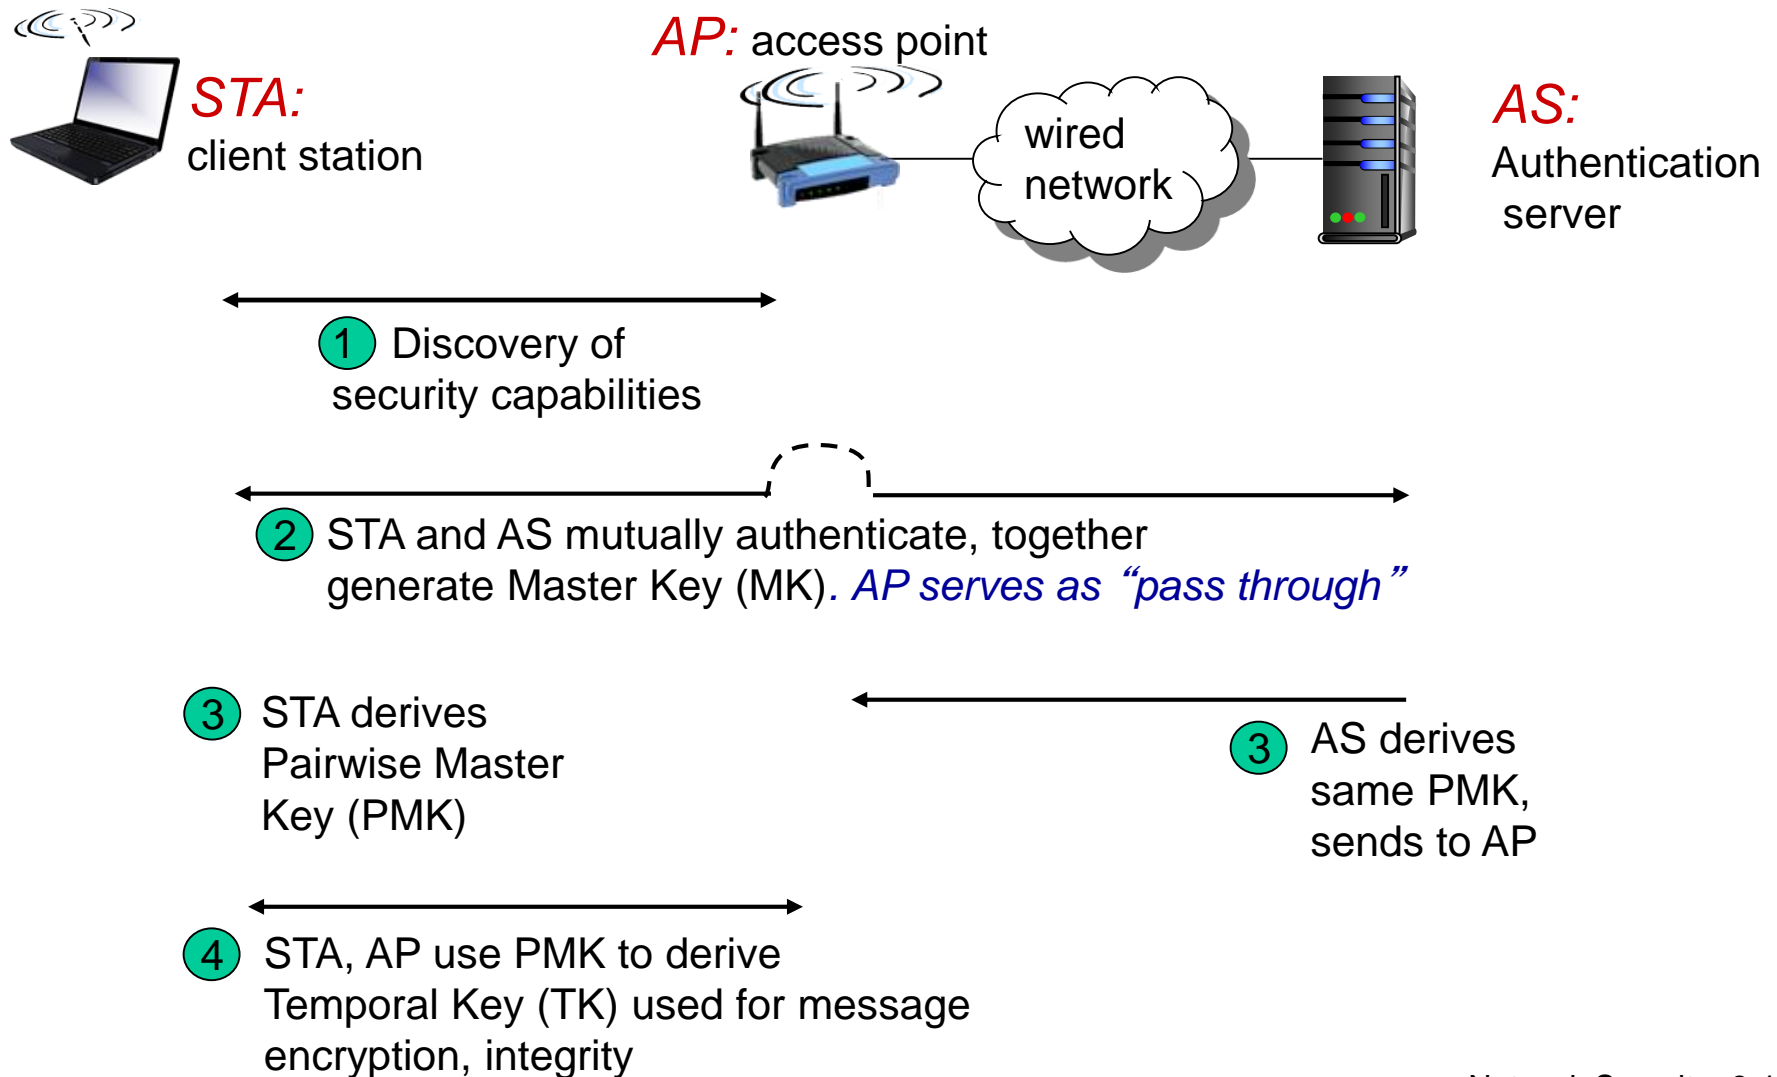 AP: access point
STA:
client station
wired
network
AS:
Authentication
server
1 Discovery of
security capabilities
2 STA and AS mutually authenticate, together
generate Master Key (MK). AP serves as “pass through”
3 STA derives
Pairwise Master
Key (PMK)
3 AS derives
same PMK,
sends to AP
4 STA, AP use PMK to derive
Temporal Key (TK) used for message
encryption, integrity